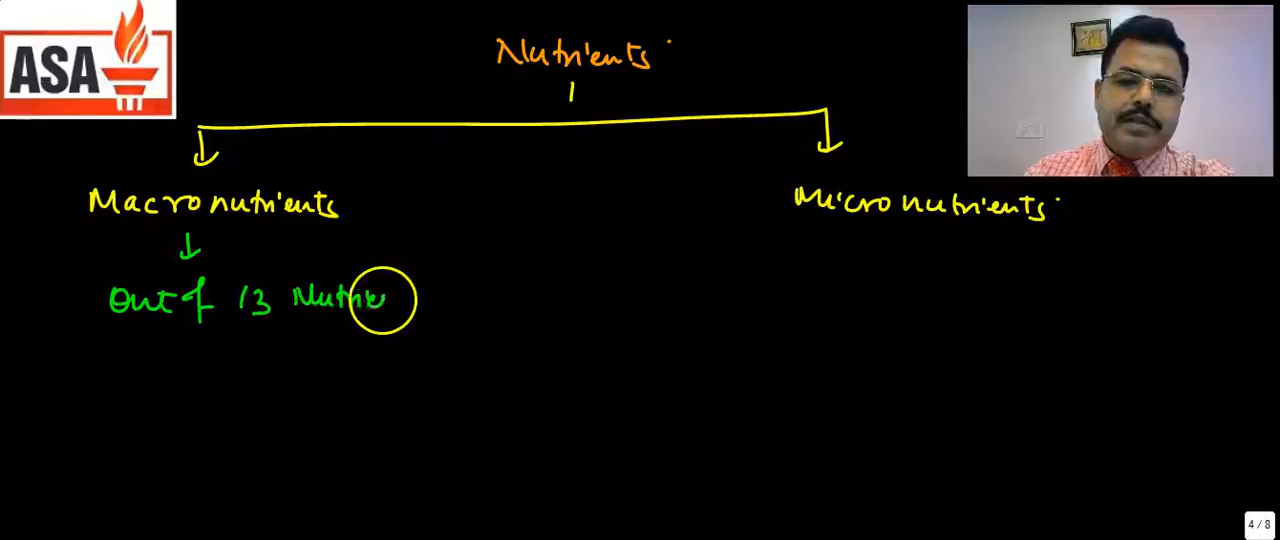 ASA
Nutrients
Macronutrients
Micronutrients
Out of 13 Nutrie
4 / 8